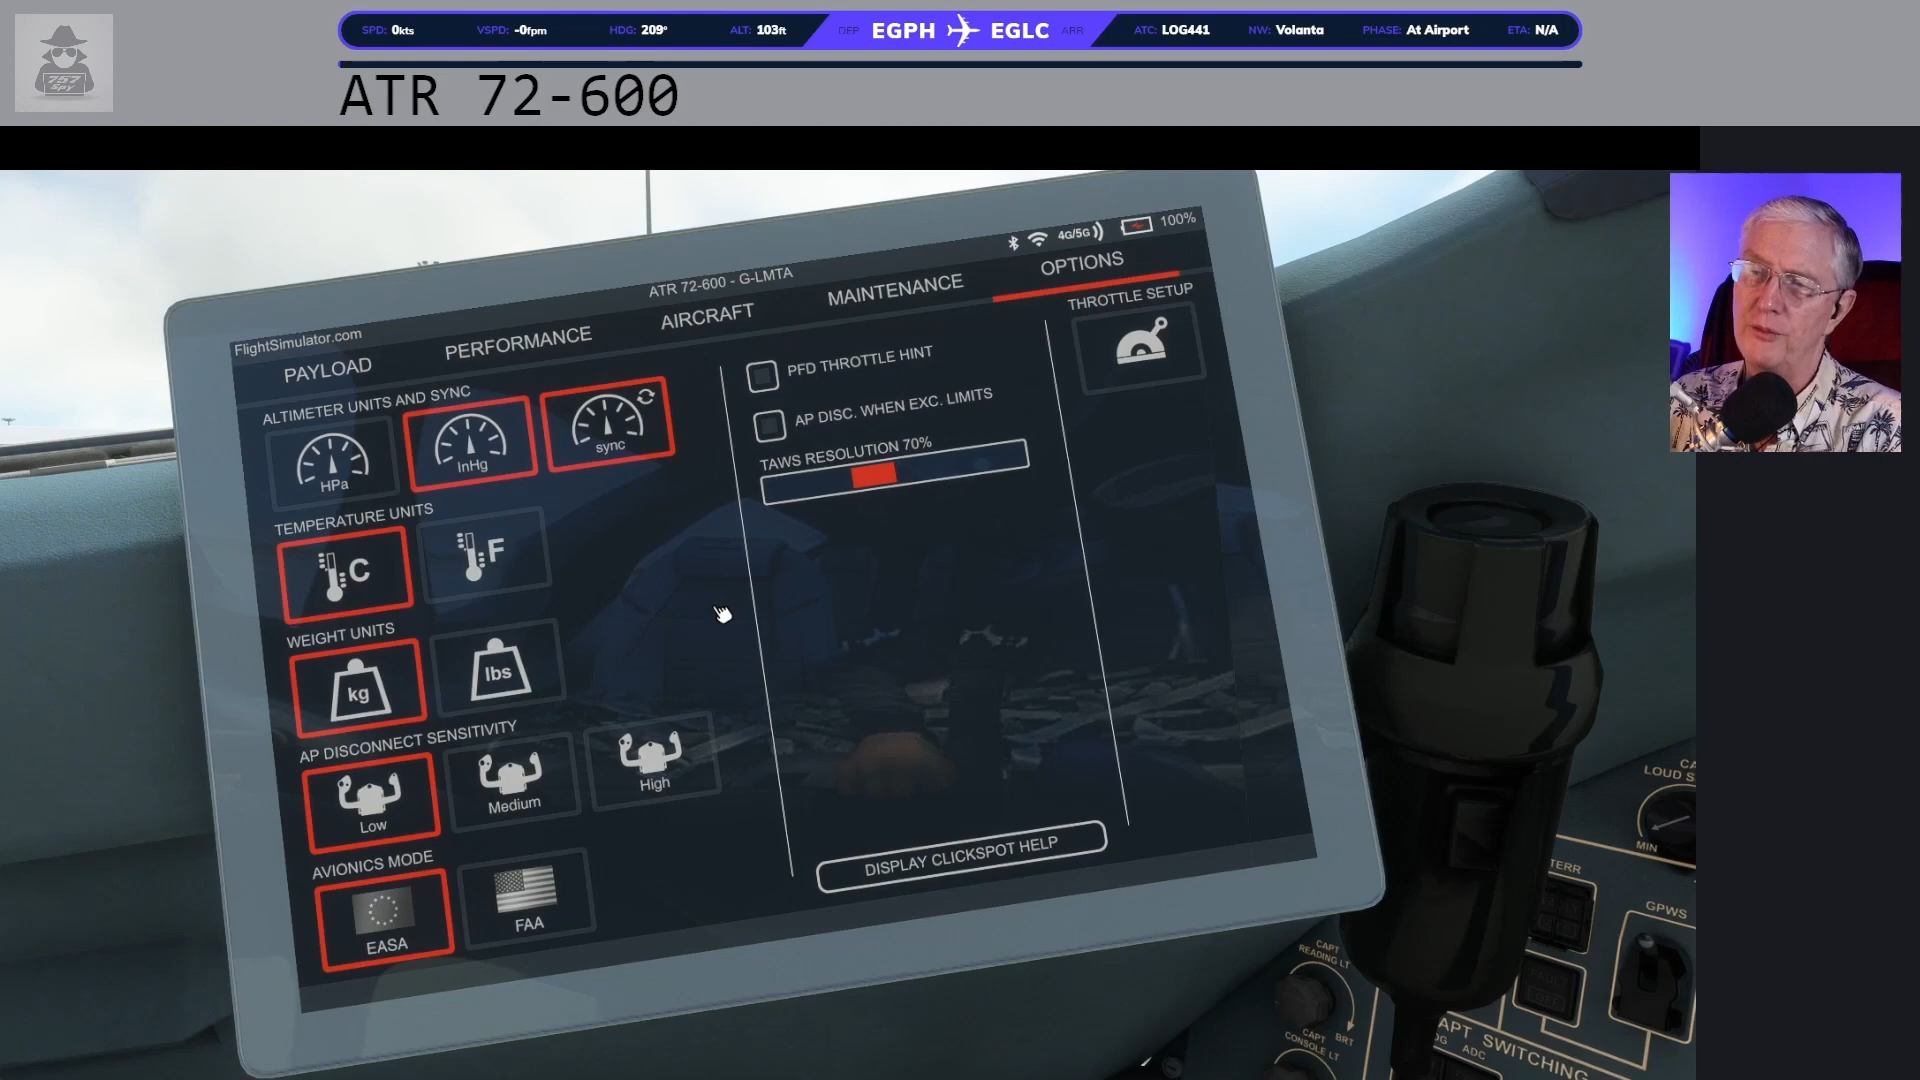 SPD: 0kts VSPD: -0fpm HDG: 209° ALT: 103ft DEP EGPH EGLC ARR ATC: LOG441 NW: Volanta PHASE: At Airport ETA: N/A
757
SPY
ATR 72-600
4G/5G 100%
ATR 72-600 - G-LMTA
FlightSimulator.com
PAYLOAD PERFORMANCE AIRCRAFT MAINTENANCE OPTIONS
ALTIMETER UNITS AND SYNC
HPa InHg sync
TEMPERATURE UNITS
C F
WEIGHT UNITS
kg lbs
AP DISCONNECT SENSITIVITY
Low Medium High
AVIONICS MODE
EASA FAA
PFD THROTTLE HINT
AP DISC. WHEN EXC. LIMITS
TAWS RESOLUTION 70%
DISPLAY CLICKSPOT HELP
THROTTLE SETUP
LOUD
MIN
TERR
GPWS
FAULT
OFF
CAPT
READING LT
BRT
CAPT
CONSOLE LT
APT SWITCHING
ADC